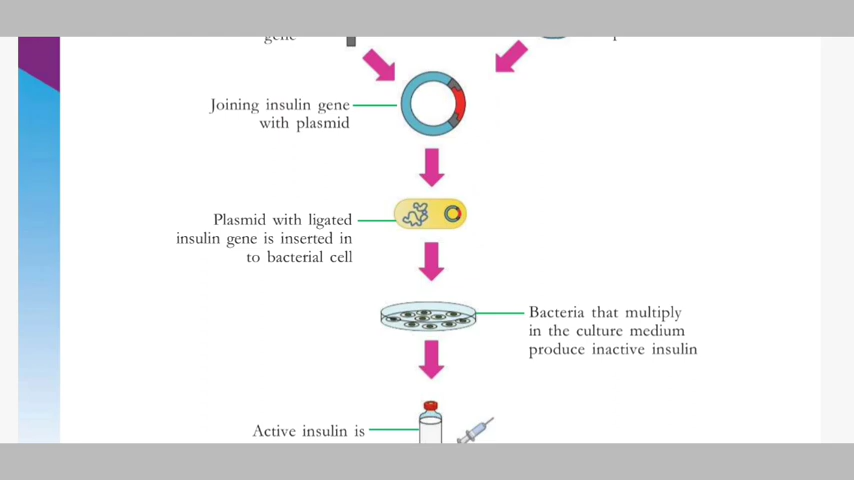 gene
Joining insulin gene
with plasmid
Plasmid with ligated
insulin gene is inserted in
to bacterial cell
Bacteria that multiply
in the culture medium
produce inactive insulin
Active insulin is